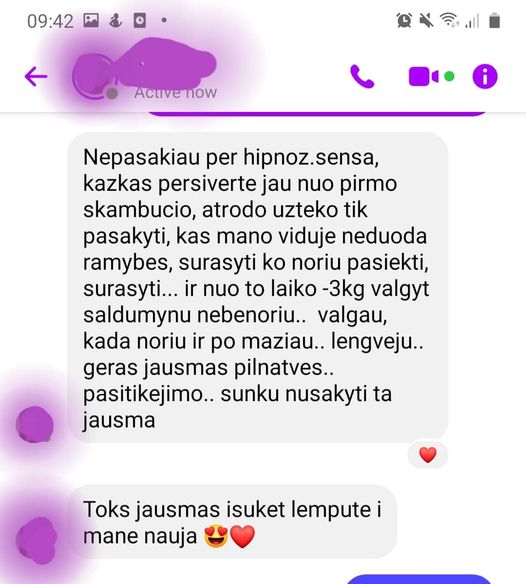 09:42
Active now
Nepasakiau per hipnoz.sensa,
kazkas persiverte jau nuo pirmo
skambucio, atrodo uzteko tik
pasakyti, kas mano viduje neduoda
ramybes, surasyti ko noriu pasiekti,
surasyti... ir nuo to laiko -3kg valgyt
saldumynu nebenoriu.. valgau,
kada noriu ir po maziau.. lengveju..
geras jausmas pilnatves..
pasitikejimo.. sunku nusakyti ta
jausma
❤️
Toks jausmas isuket lempute i
mane nauja 😍❤️